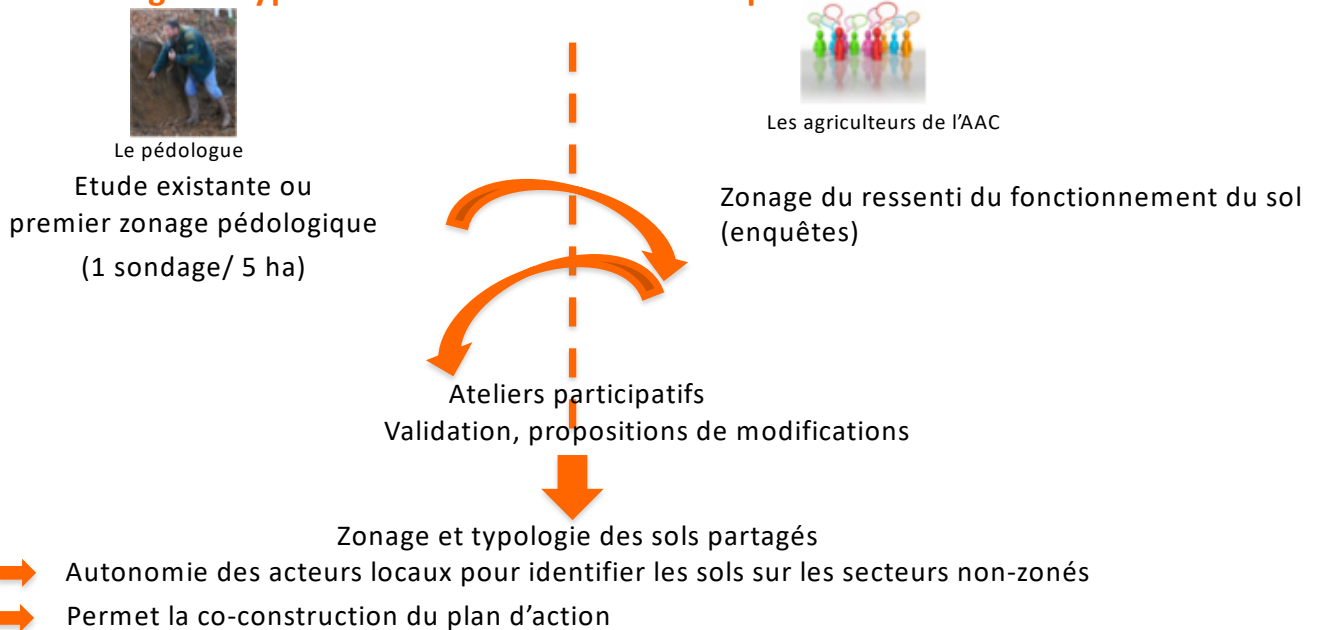 Le pédologue
Les agriculteurs de l’AAC
Etude existante ou
premier zonage pédologique
(1 sondage/ 5 ha)
Zonage du ressenti du fonctionnement du sol
(enquêtes)
Ateliers participatifs
Validation, propositions de modifications
Zonage et typologie des sols partagés
Autonomie des acteurs locaux pour identifier les sols sur les secteurs non-zonés
Permet la co-construction du plan d’action